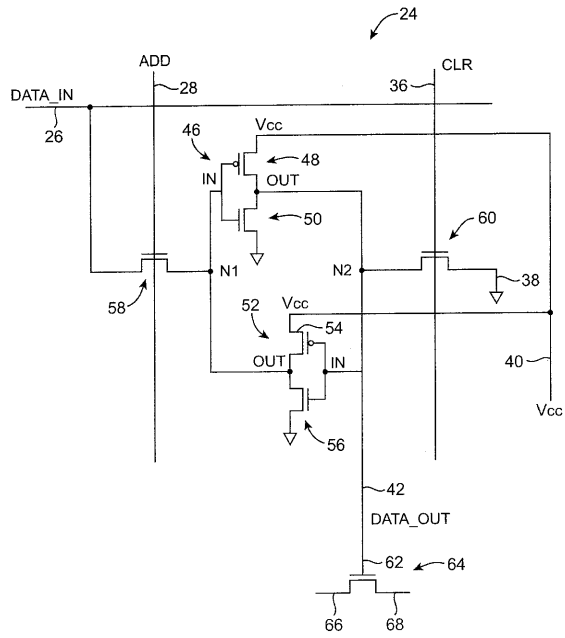 24
ADD
CLR
28
36
DATA_IN
26
46
Vcc
48
IN
OUT
50
60
N1
N2
58
38
52
Vcc
54
OUT
IN
40
56
Vcc
42
DATA_OUT
62
64
66
68